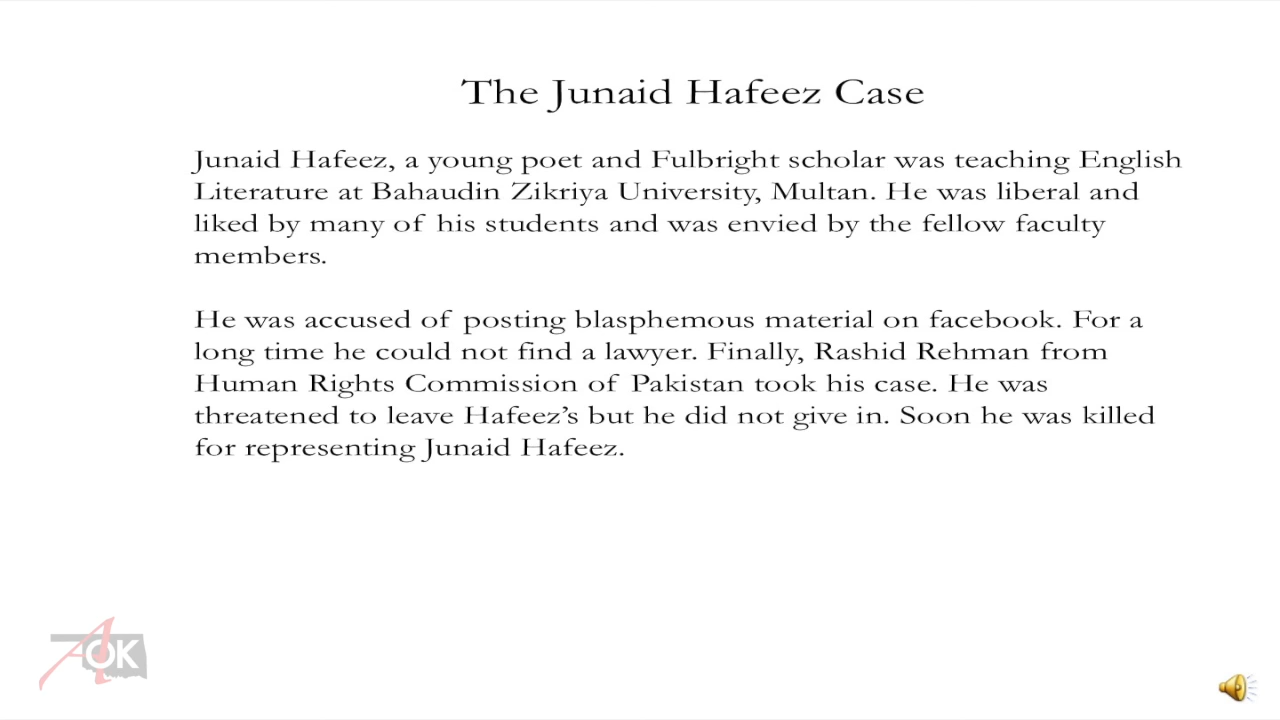 The Junaid Hafeez Case
Junaid Hafeez, a young poet and Fulbright scholar was teaching English
Literature at Bahaudin Zikriya University, Multan. He was liberal and
liked by many of his students and was envied by the fellow faculty
members.
He was accused of posting blasphemous material on facebook. For a
long time he could not find a lawyer. Finally, Rashid Rehman from
Human Rights Commission of Pakistan took his case. He was
threatened to leave Hafeez's but he did not give in. Soon he was killed
for representing Junaid Hafeez.
AOK